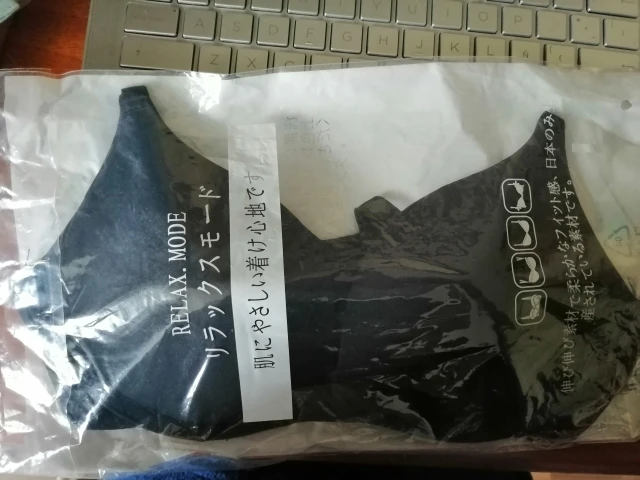 RELAX. MODE
リラックスモード
肌にやさしい着け心地です
伸び伸び素材で柔らかなフィット感、日本のみ
産されている素材です。
Q W E R T Y U I O P
A S D F G H J K L Ñ
Z X C V B N M